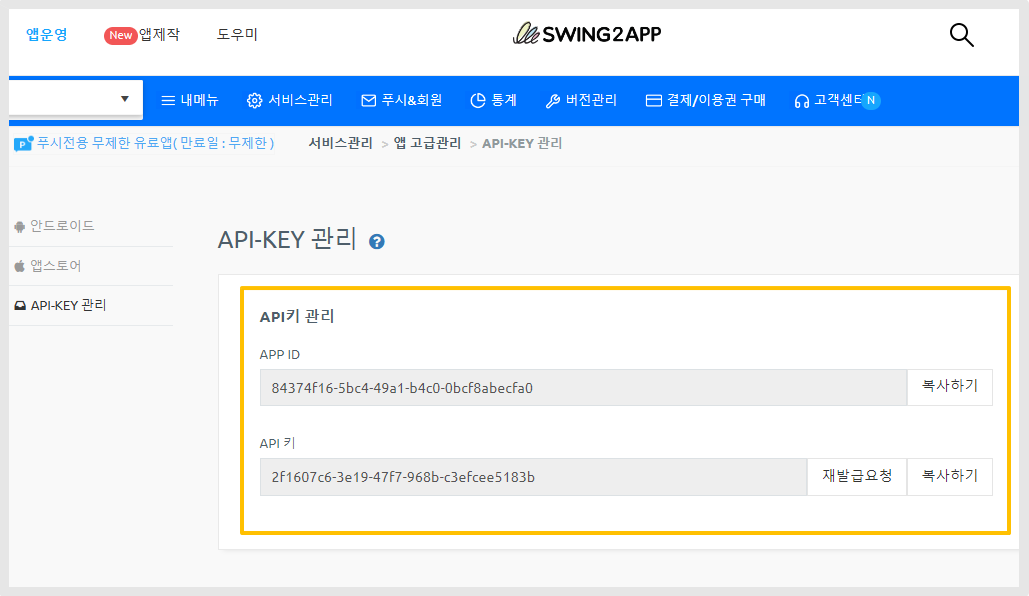 앱운영 New 앱제작 도우미 SWING2APP
내메뉴 서비스관리 푸시&회원 통계 버전관리 결제/이용권 구매 고객센터 N
P 푸시전용 무제한 유료앱( 만료일 : 무제한 ) 서비스관리 > 앱 고급관리 > API-KEY 관리
안드로이드
앱스토어
API-KEY 관리
API-KEY 관리 ?
API키 관리
APP ID
84374f16-5bc4-49a1-b4c0-0bcf8abecfa0 복사하기
API 키
2f1607c6-3e19-47f7-968b-c3efcee5183b 재발급요청 복사하기